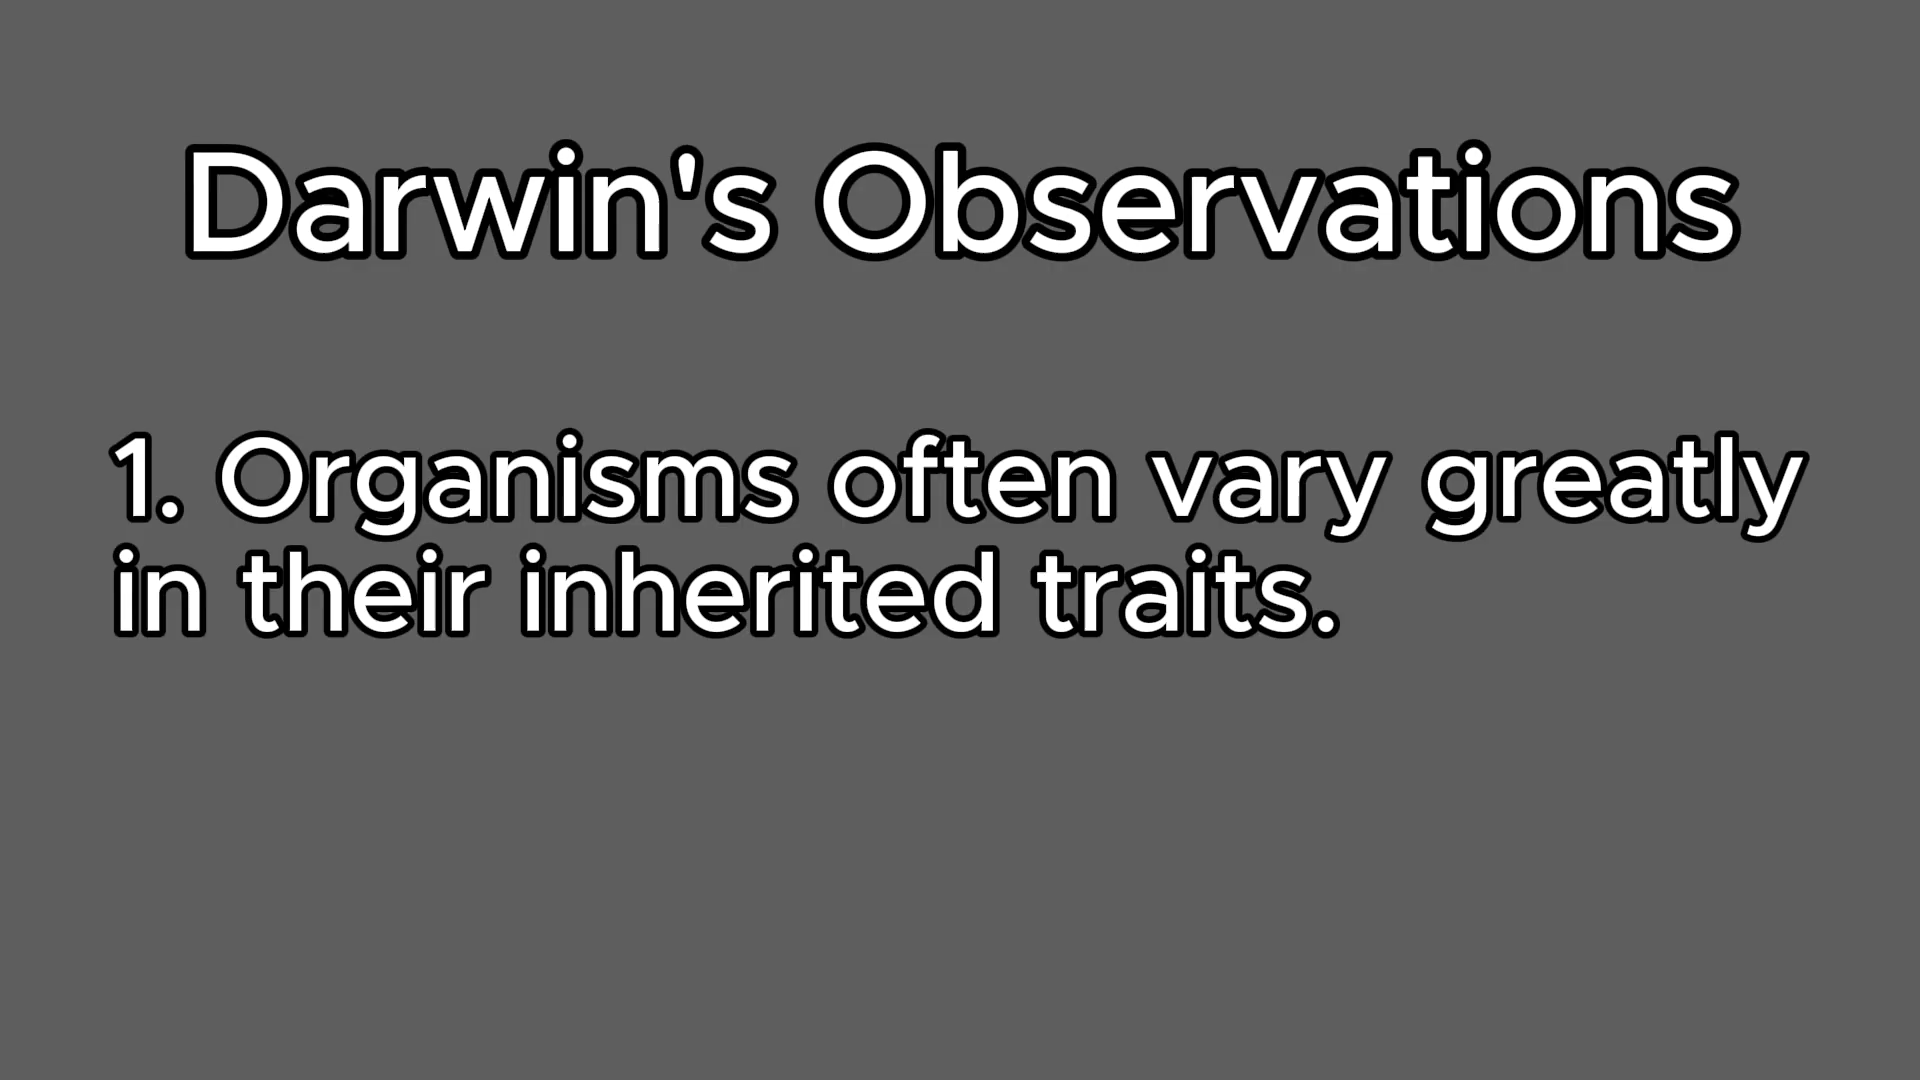 Darwin's Observations
1. Organisms often vary greatly
in their inherited traits.